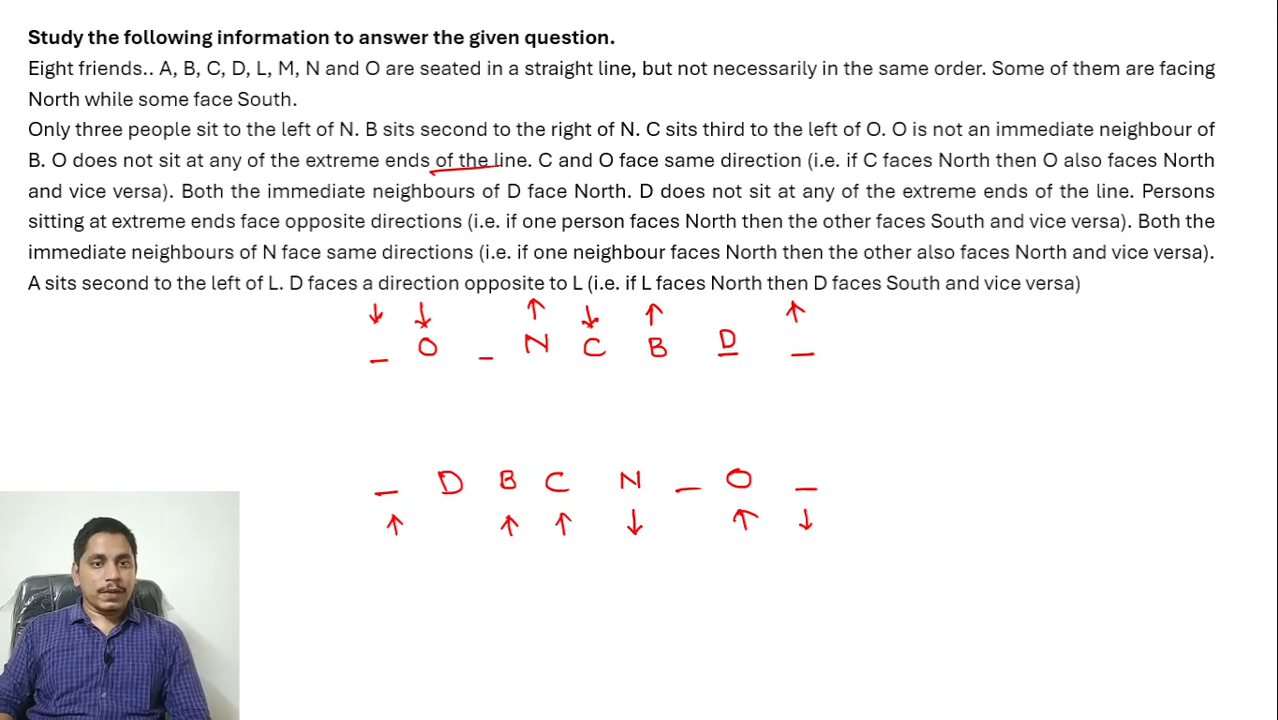 Study the following information to answer the given question.
Eight friends.. A, B, C, D, L, M, N and O are seated in a straight line, but not necessarily in the same order. Some of them are facing
North while some face South.
Only three people sit to the left of N. B sits second to the right of N. C sits third to the left of O. O is not an immediate neighbour of
B. O does not sit at any of the extreme ends of the line. C and O face same direction (i.e. if C faces North then O also faces North
and vice versa). Both the immediate neighbours of D face North. D does not sit at any of the extreme ends of the line. Persons
sitting at extreme ends face opposite directions (i.e. if one person faces North then the other faces South and vice versa). Both the
immediate neighbours of N face same directions (i.e. if one neighbour faces North then the other also faces North and vice versa).
A sits second to the left of L. D faces a direction opposite to L (i.e. if L faces North then D faces South and vice versa)
↓ ↓ ↑ ↓ ↑ ↑
_ O _ N C B D _
_ D B C N _ O _
↑ ↑ ↑ ↓ ↑ ↓